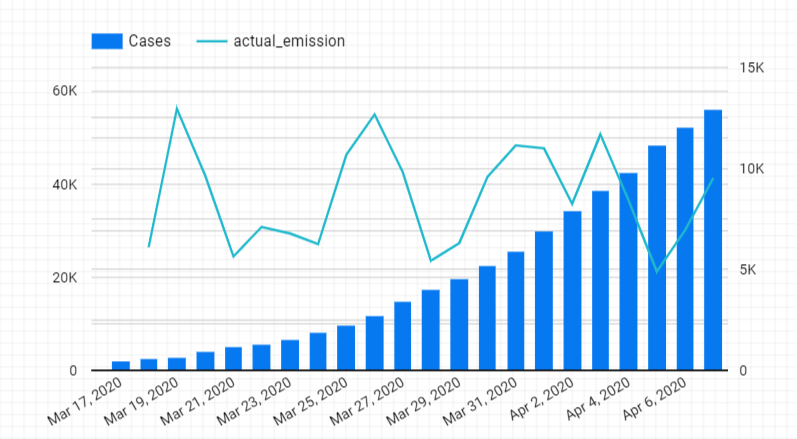 Cases actual_emission
15K
60K
10K
40K
20K
5K
0 0
Mar 17, 2020 Mar 19, 2020 Mar 21, 2020 Mar 23, 2020 Mar 25, 2020 Mar 27, 2020 Mar 29, 2020 Mar 31, 2020 Apr 2, 2020 Apr 4, 2020 Apr 6, 2020